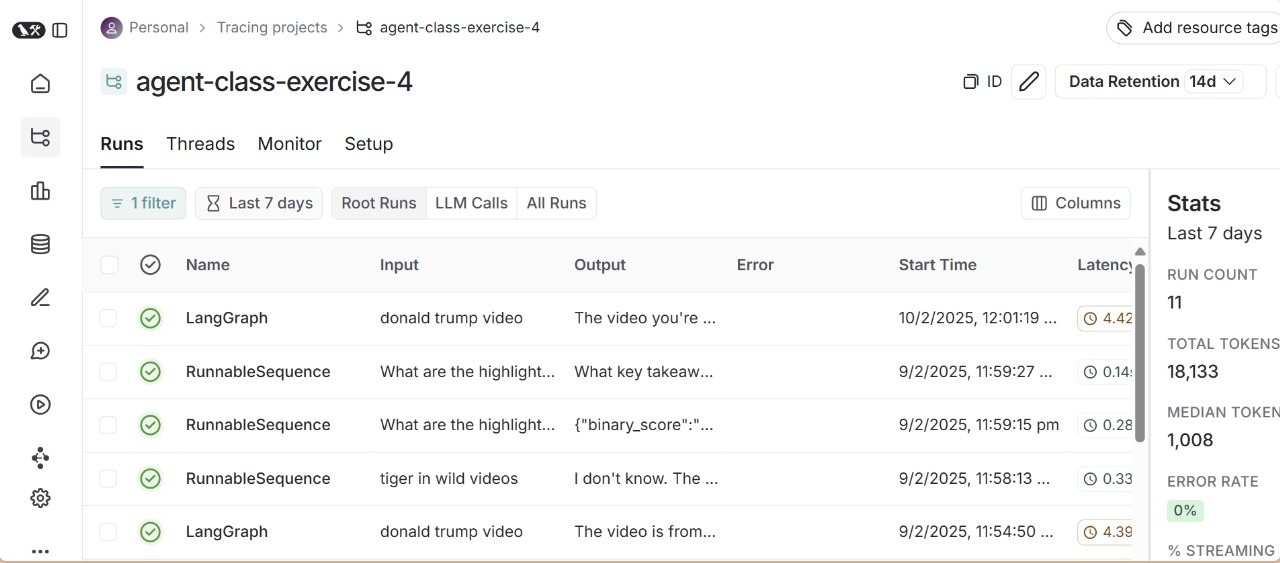 Personal > Tracing projects > agent-class-exercise-4
Add resource tags
agent-class-exercise-4
ID
Data Retention 14d
Runs Threads Monitor Setup
1 filter Last 7 days Root Runs LLM Calls All Runs Columns
Name Input Output Error Start Time Latency
LangGraph donald trump video The video you're ... 10/2/2025, 12:01:19 ... 4.42
RunnableSequence What are the highlight... What key takeaw... 9/2/2025, 11:59:27 ... 0.14s
RunnableSequence What are the highlight... {"binary_score":"... 9/2/2025, 11:59:15 pm 0.28
RunnableSequence tiger in wild videos I don't know. The ... 9/2/2025, 11:58:13 ... 0.33
LangGraph donald trump video The video is from... 9/2/2025, 11:54:50 ... 4.39
Stats
Last 7 days
RUN COUNT
11
TOTAL TOKENS
18,133
MEDIAN TOKEN
1,008
ERROR RATE
0%
% STREAMING